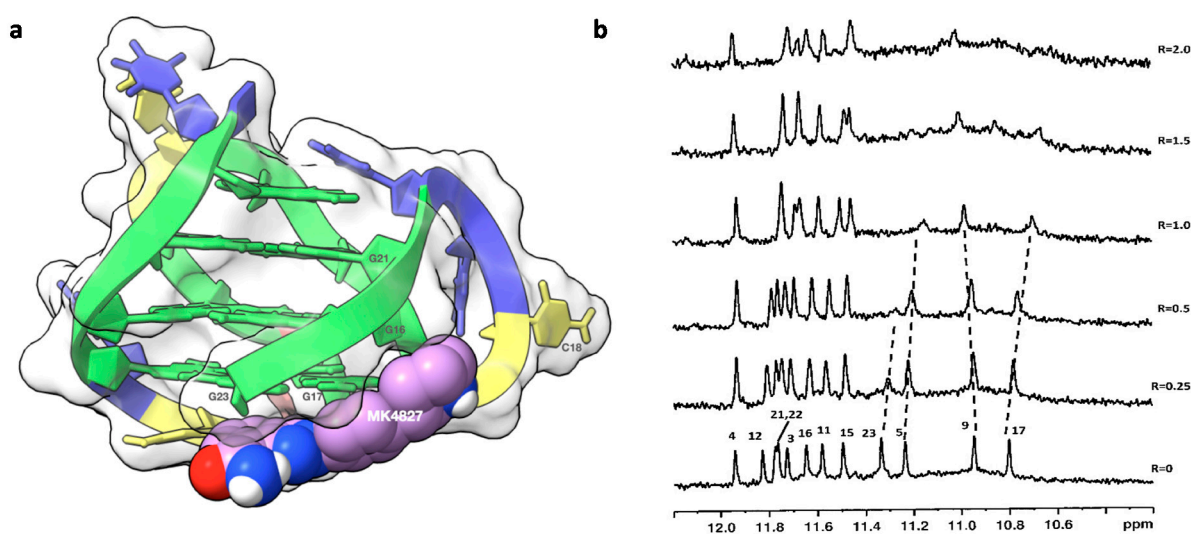 a
G21
G16
C18
G23
G17
MK4827
b
R=2.0
R=1.5
R=1.0
R=0.5
R=0.25
21,22
4 12 3 16 11 15 23 5 9 17
R=0
12.0 11.8 11.6 11.4 11.2 11.0 10.8 10.6 ppm